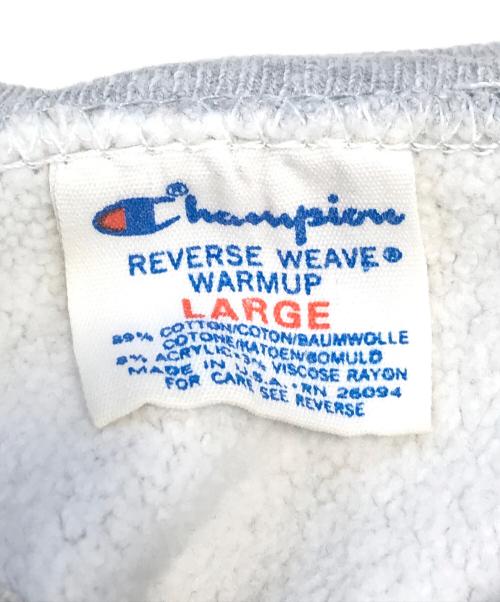 Champion®
REVERSE WEAVE®
WARMUP
LARGE
89% COTTON/COTON/BAUMWOLLE
COTONE/KATOEN/BOMULD
8% ACRYLIC•3% VISCOSE RAYON
MADE IN U.S.A.•RN 26094
FOR CARE SEE REVERSE